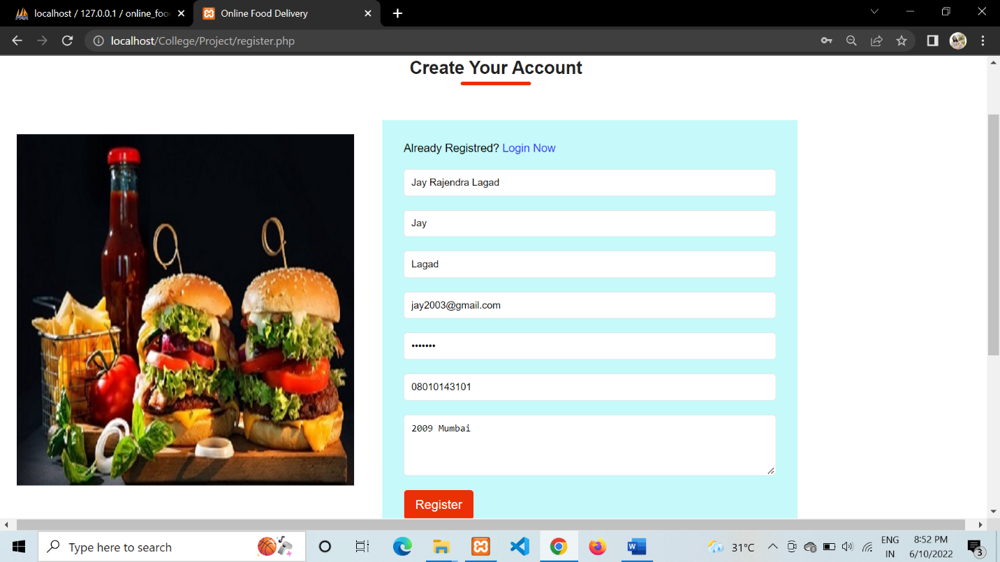 localhost / 127.0.0.1 / online_foo
Online Food Delivery
localhost/College/Project/register.php
Create Your Account
Already Registred? Login Now
Jay Rajendra Lagad
Jay
Lagad
jay2003@gmail.com
•••••••
08010143101
2009 Mumbai
Register
Type here to search
31°C
ENG
IN
8:52 PM
6/10/2022
3